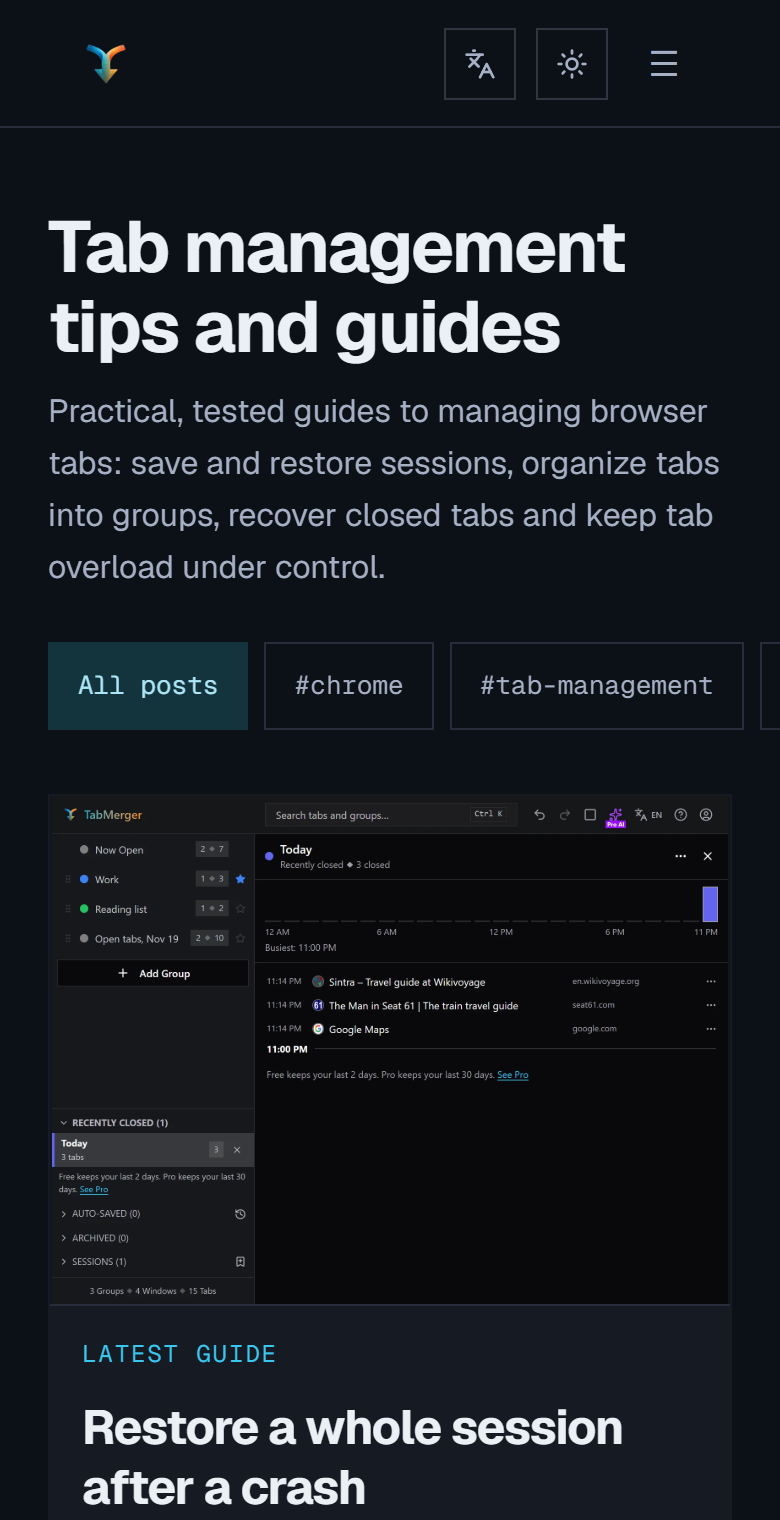 Tab management
tips and guides
Practical, tested guides to managing browser
tabs: save and restore sessions, organize tabs
into groups, recover closed tabs and keep tab
overload under control.
All posts
#chrome
#tab-management
TabMerger
Search tabs and groups...
Ctrl K
Pro AI
EN
Now Open
2 ◆ 7
Work
1 ◆ 3
Reading list
1 ◆ 2
Open tabs, Nov 19
2 ◆ 10
+ Add Group
RECENTLY CLOSED (1)
Today
3 tabs
3
Free keeps your last 2 days. Pro keeps your last 30
days. See Pro
AUTO-SAVED (0)
ARCHIVED (0)
SESSIONS (1)
3 Groups ◆ 4 Windows ◆ 15 Tabs
Today
Recently closed ◆ 3 closed
12 AM 6 AM 12 PM 6 PM 11 PM
Busiest: 11:00 PM
11:14 PM Sintra – Travel guide at Wikivoyage en.wikivoyage.org
11:14 PM 61 The Man in Seat 61 | The train travel guide seat61.com
11:14 PM Google Maps google.com
11:00 PM
Free keeps your last 2 days. Pro keeps your last 30 days. See Pro
LATEST GUIDE
Restore a whole session
after a crash